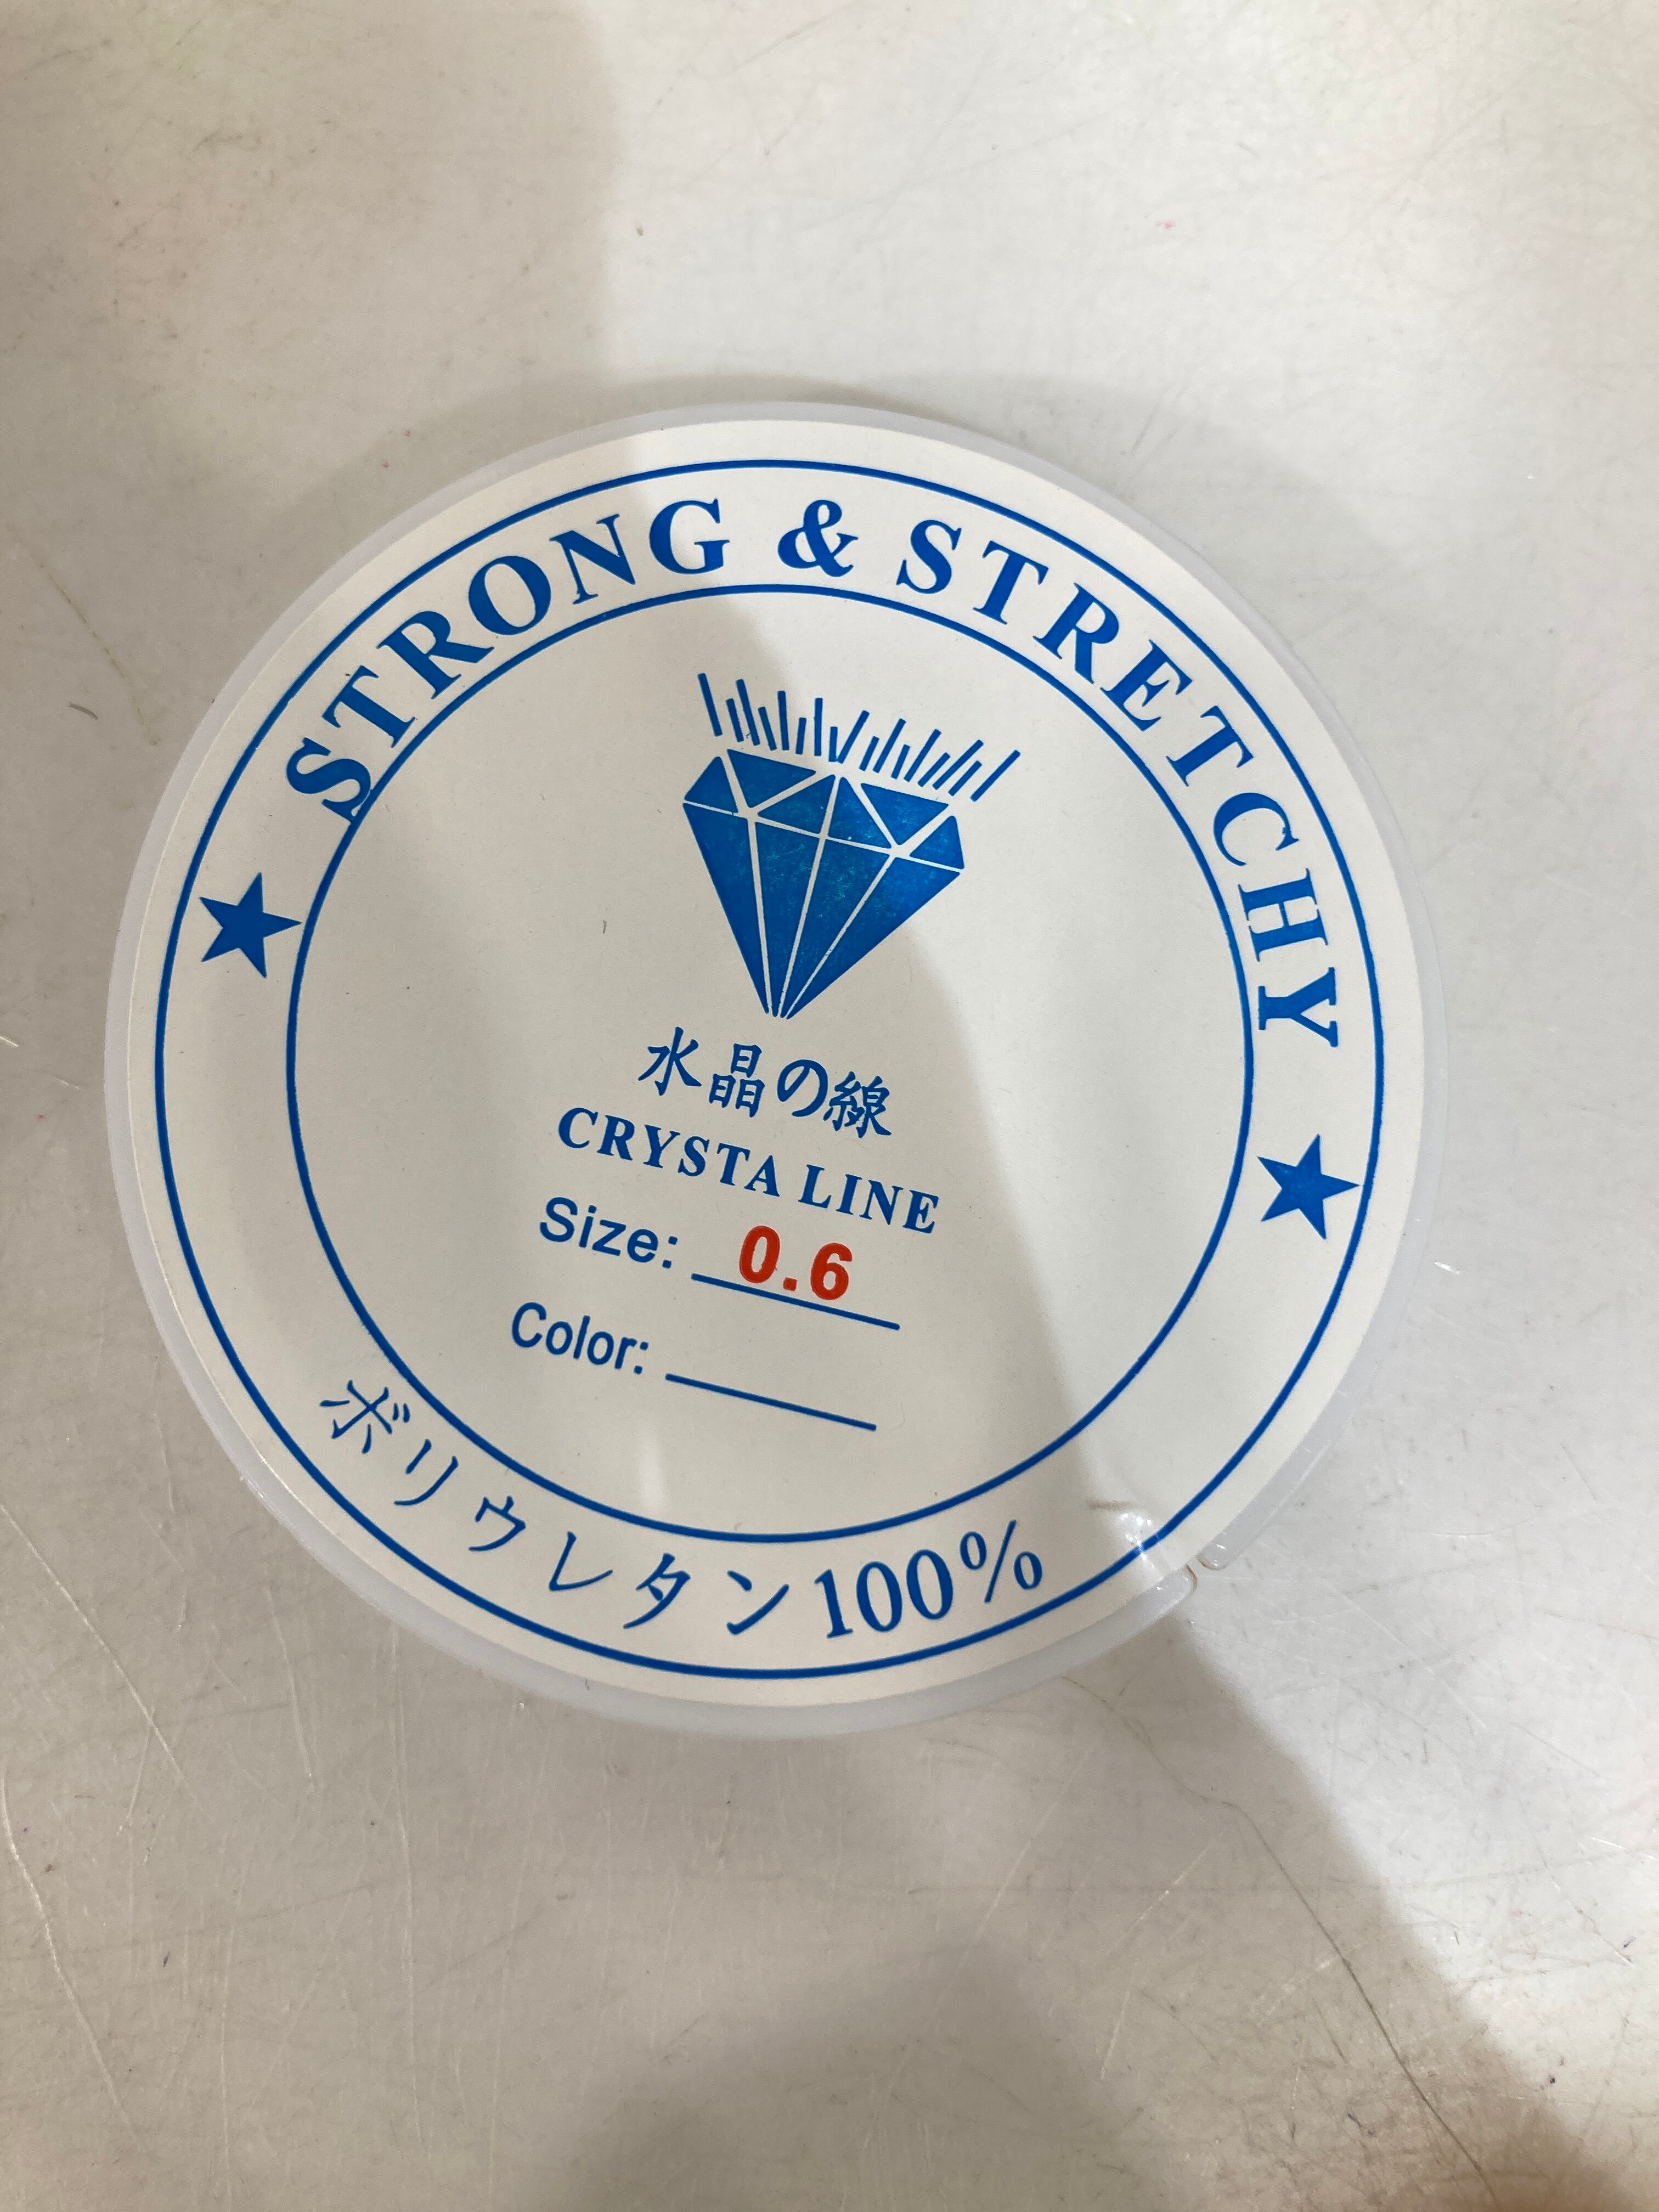 STRONG & STRETCHY
水晶の線
CRYSTA LINE
Size: 0.6
Color:
ボリウレタン100%